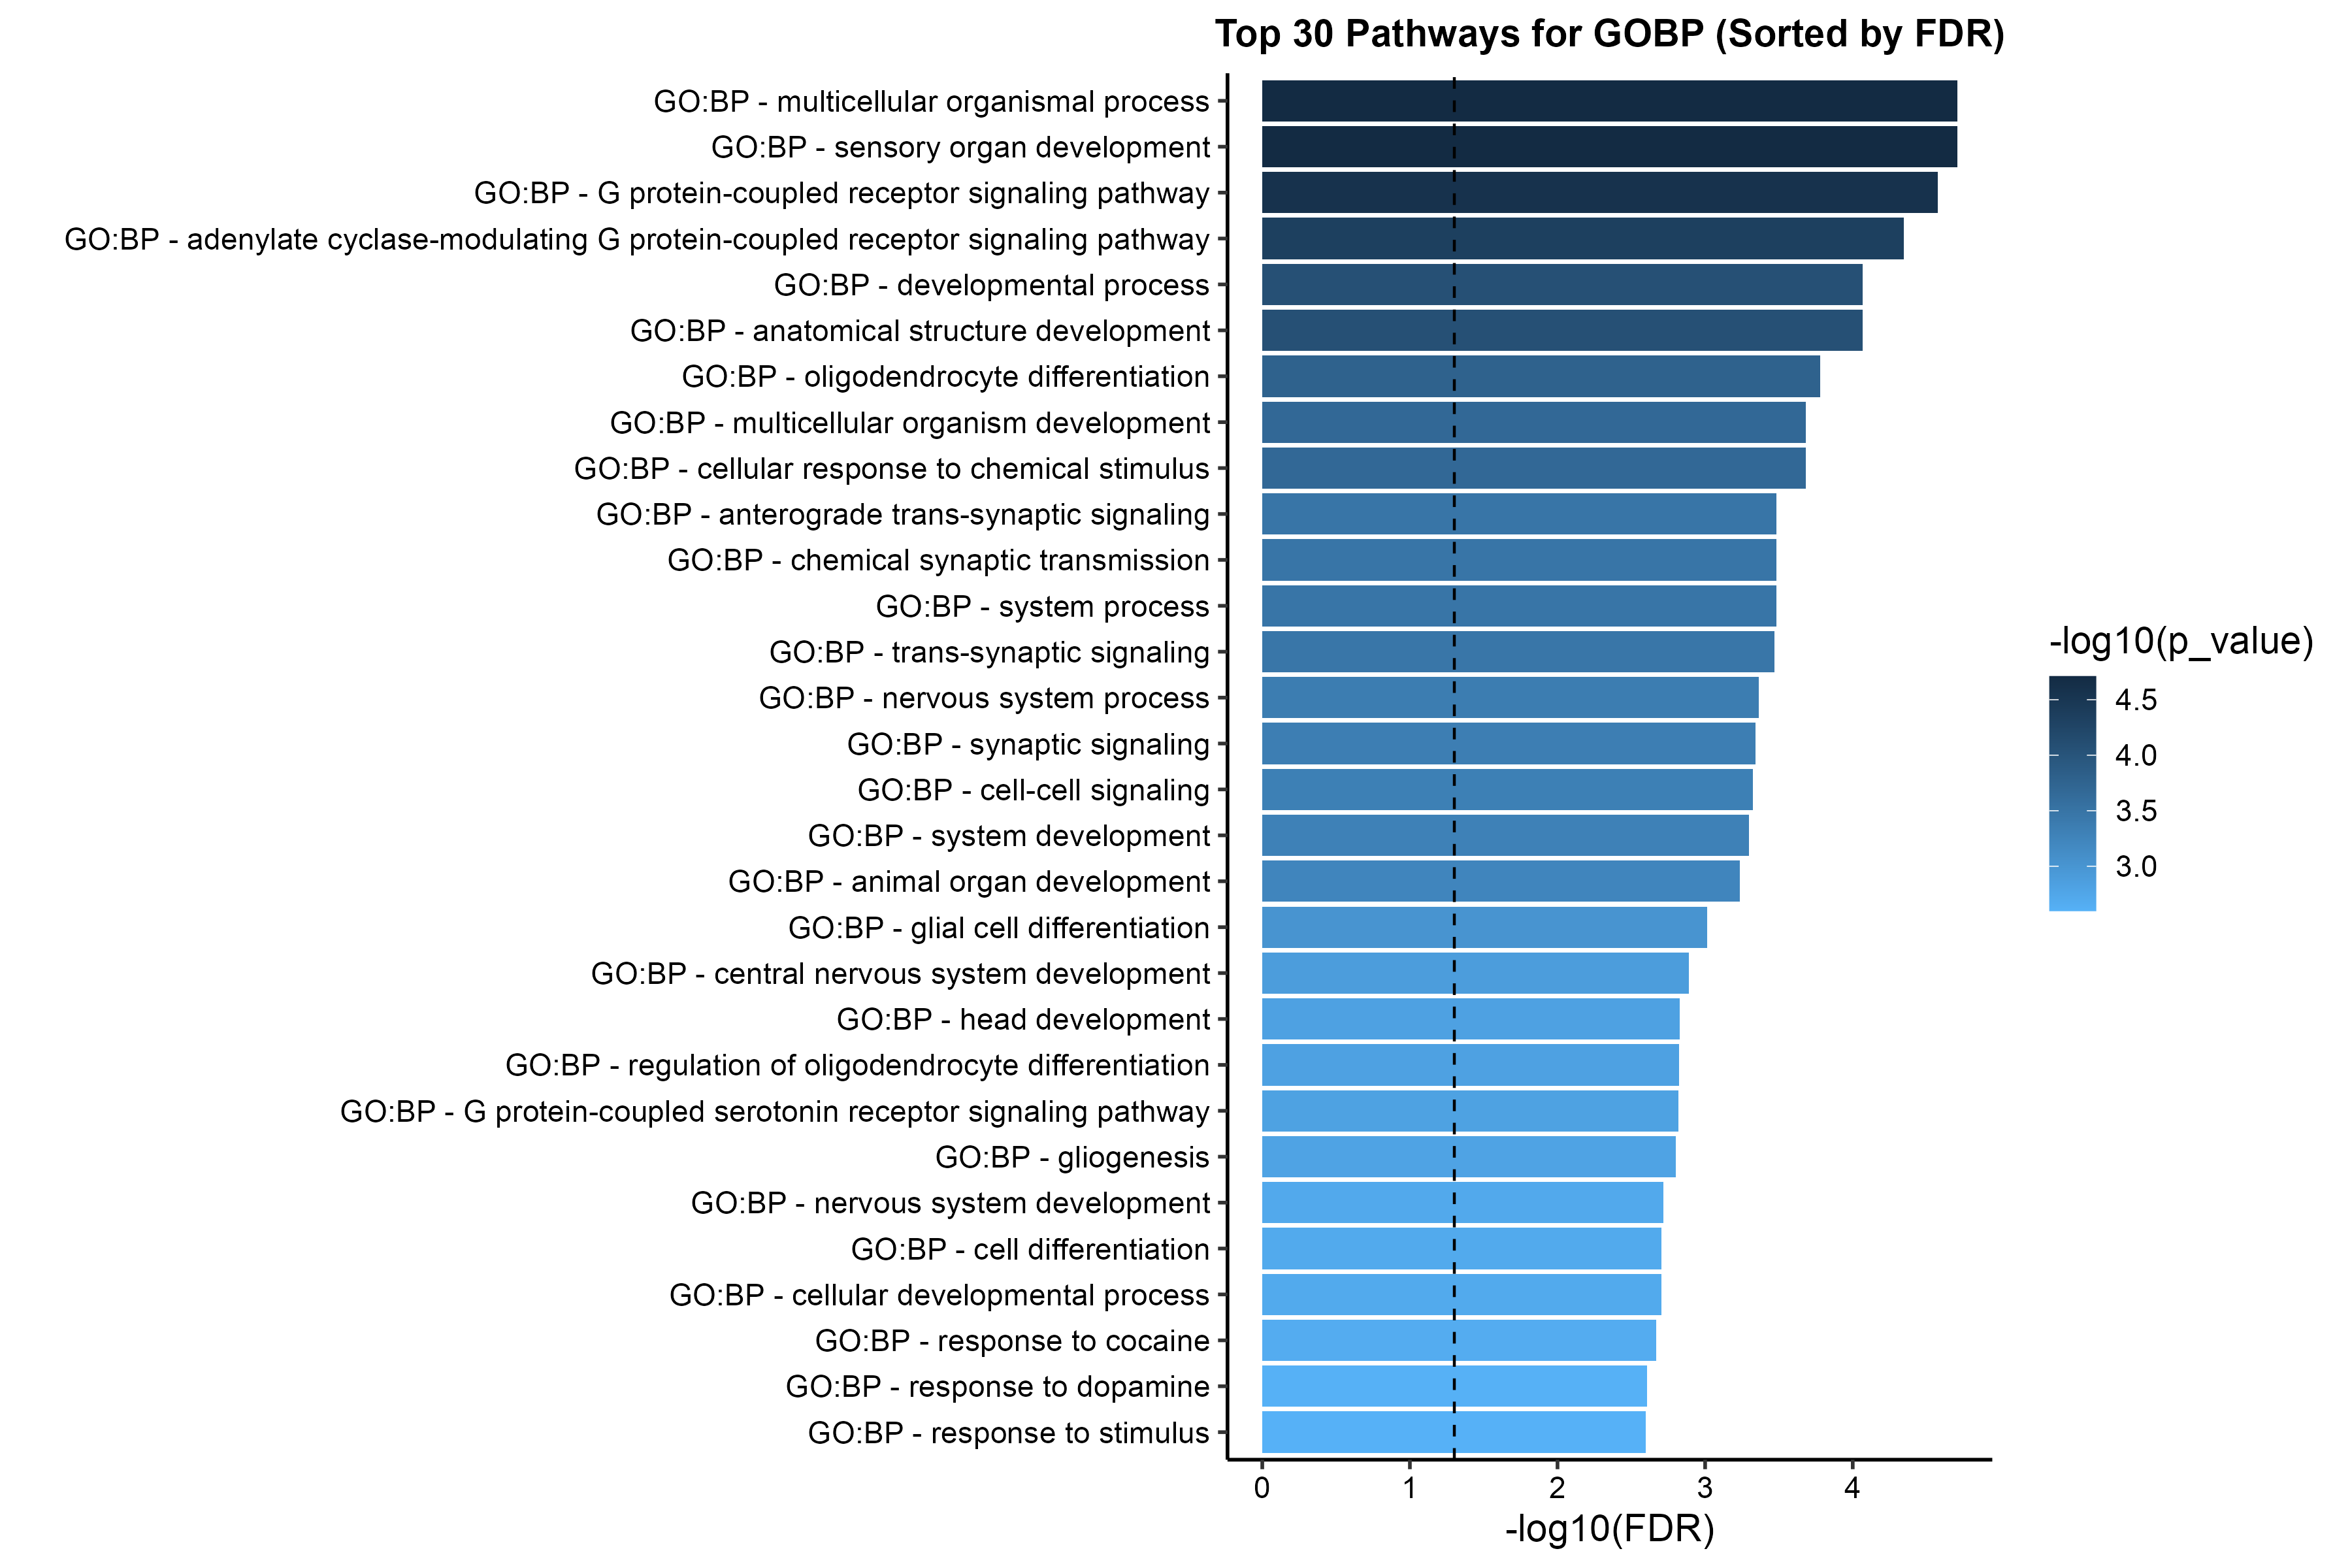 Top 30 Pathways for GOBP (Sorted by FDR)
GO:BP - multicellular organismal process
GO:BP - sensory organ development
GO:BP - G protein-coupled receptor signaling pathway
GO:BP - adenylate cyclase-modulating G protein-coupled receptor signaling pathway
GO:BP - developmental process
GO:BP - anatomical structure development
GO:BP - oligodendrocyte differentiation
GO:BP - multicellular organism development
GO:BP - cellular response to chemical stimulus
GO:BP - anterograde trans-synaptic signaling
GO:BP - chemical synaptic transmission
GO:BP - system process
GO:BP - trans-synaptic signaling
GO:BP - nervous system process
GO:BP - synaptic signaling
GO:BP - cell-cell signaling
GO:BP - system development
GO:BP - animal organ development
GO:BP - glial cell differentiation
GO:BP - central nervous system development
GO:BP - head development
GO:BP - regulation of oligodendrocyte differentiation
GO:BP - G protein-coupled serotonin receptor signaling pathway
GO:BP - gliogenesis
GO:BP - nervous system development
GO:BP - cell differentiation
GO:BP - cellular developmental process
GO:BP - response to cocaine
GO:BP - response to dopamine
GO:BP - response to stimulus
0 1 2 3 4
-log10(FDR)
-log10(p_value)
4.5
4.0
3.5
3.0